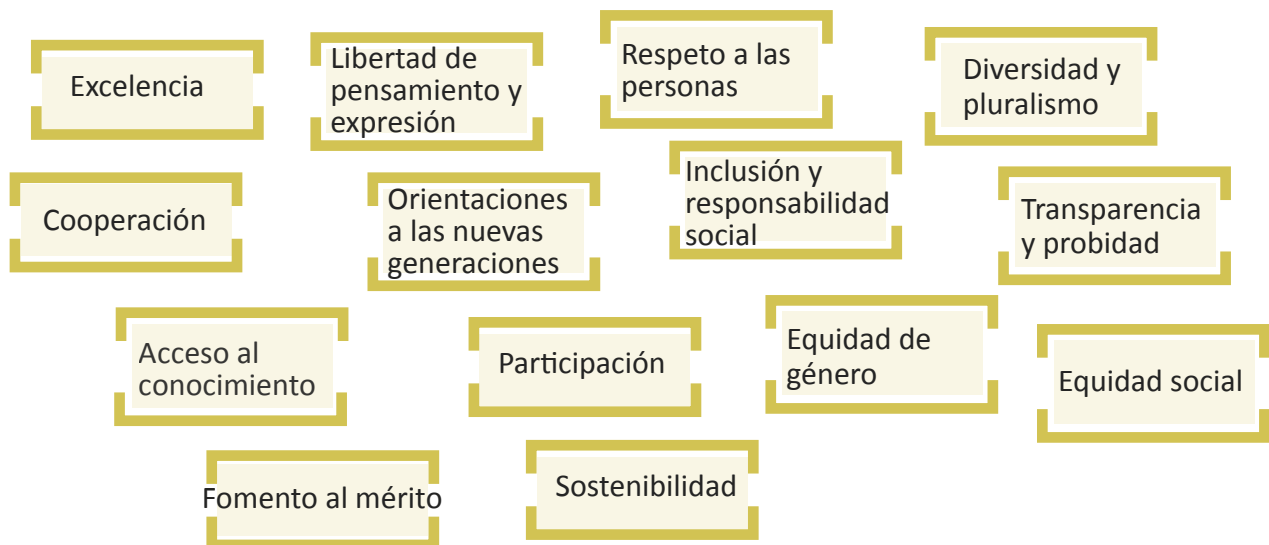 Excelencia
Libertad de
pensamiento y
expresión
Respeto a las
personas
Diversidad y
pluralismo
Cooperación
Orientaciones
a las nuevas
generaciones
Inclusión y
responsabilidad
social
Transparencia
y probidad
Acceso al
conocimiento
Participación
Equidad de
género
Equidad social
Fomento al mérito
Sostenibilidad